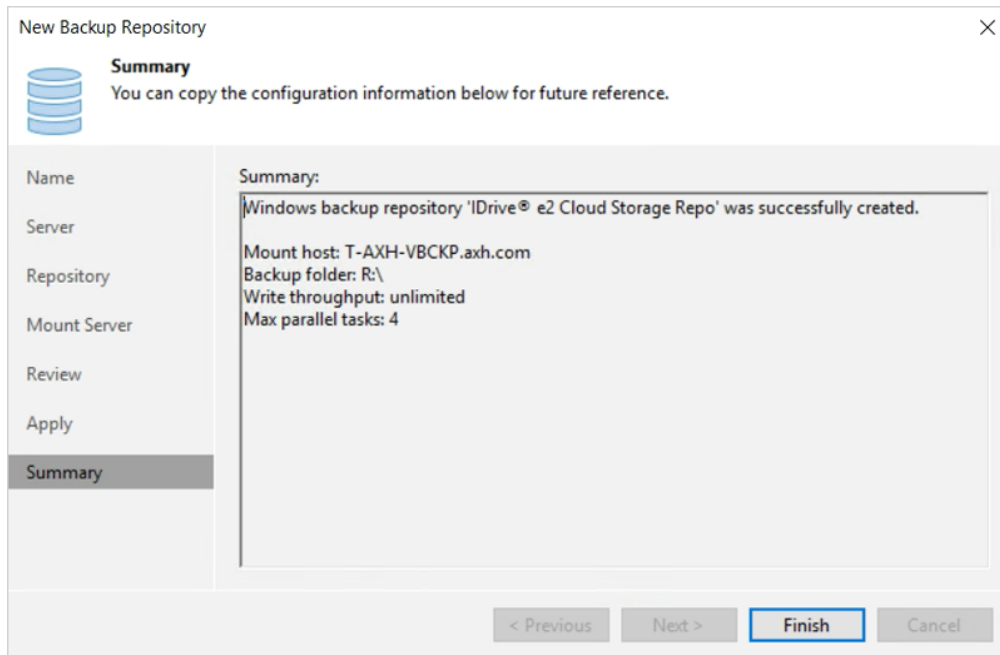 New Backup Repository
Summary
You can copy the configuration information below for future reference.
Name
Server
Repository
Mount Server
Review
Apply
Summary
Summary:
Windows backup repository 'IDrive® e2 Cloud Storage Repo' was successfully created.
Mount host: T-AXH-VBCKP.axh.com
Backup folder: R:\
Write throughput: unlimited
Max parallel tasks: 4
< Previous
Next >
Finish
Cancel